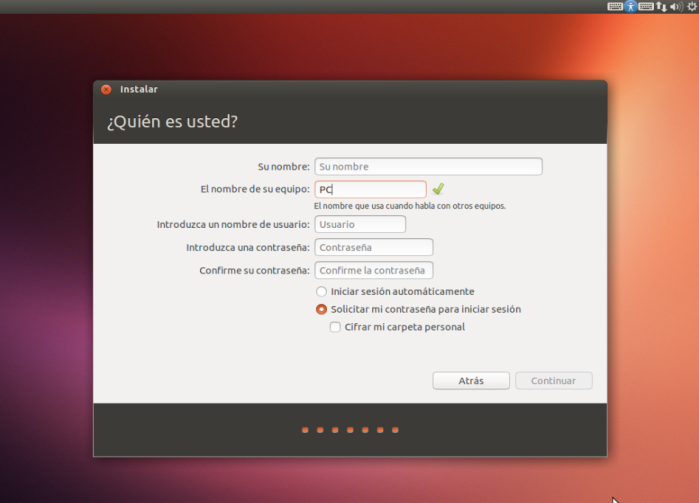 Instalar
¿Quién es usted?
Su nombre: Su nombre
El nombre de su equipo: PC
El nombre que usa cuando habla con otros equipos.
Introduzca un nombre de usuario: Usuario
Introduzca una contraseña: Contraseña
Confirme su contraseña: Confirme la contraseña
Iniciar sesión automáticamente
Solicitar mi contraseña para iniciar sesión
Cifrar mi carpeta personal
Atrás Continuar